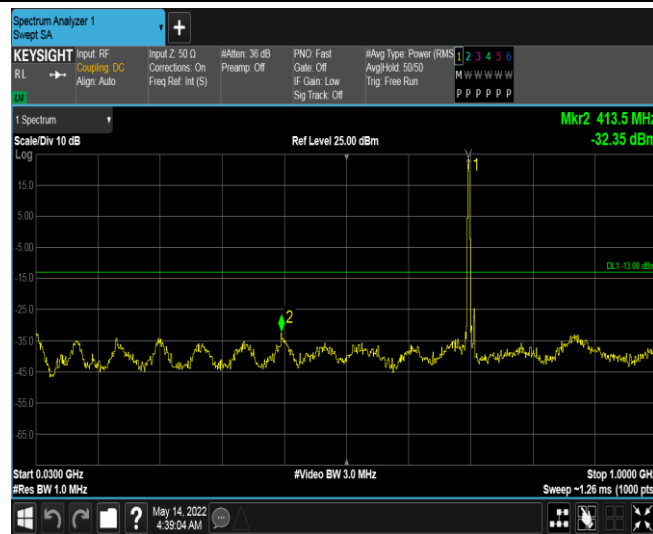 Spectrum Analyzer 1
Swept SA
+
KEYSIGHT
RL
Input: RF
Coupling: DC
Align: Auto
Input Z: 50 Ω
Corrections: On
Freq Ref: Int (S)
#Atten: 36 dB
Preamp: Off
PNO: Fast
Gate: Off
IF Gain: Low
Sig Track: Off
#Avg Type: Power (RMS
Avg|Hold: 50/50
Trig: Free Run
1 2 3 4 5 6
M W W W W W
P P P P P P
1 Spectrum
Mkr2 413.5 MHz
Scale/Div 10 dB
Ref Level 25.00 dBm
-32.35 dBm
Log
1
15.0
5.00
-5.00
DL1 -13.00 dBm
-15.0
-25.0
2
-35.0
-45.0
-55.0
-65.0
Start 0.0300 GHz
#Video BW 3.0 MHz
Stop 1.0000 GHz
#Res BW 1.0 MHz
Sweep ~1.26 ms (1000 pts)
?
May 14, 2022
4:39:04 AM